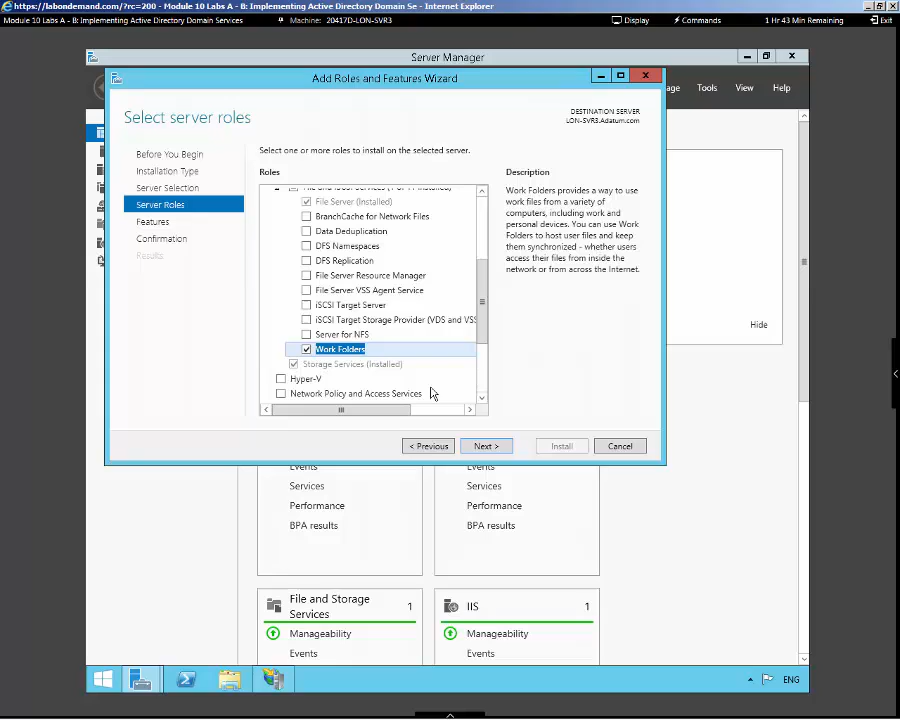 https://labondemand.com/?rc=200 - Module 10 Labs A - B: Implementing Active Directory Domain Se - Internet Explorer
Module 10 Labs A - B: Implementing Active Directory Domain Services
Machine: 20417D-LON-SVR3
Display
Commands
1 Hr 43 Min Remaining
Exit
Server Manager
Add Roles and Features Wizard
Tools
View
Help
Select server roles
DESTINATION SERVER
LON-SVR3.Adatum.com
Before You Begin
Installation Type
Server Selection
Server Roles
Features
Confirmation
Results
Select one or more roles to install on the selected server.
Roles
File Server (Installed)
BranchCache for Network Files
Data Deduplication
DFS Namespaces
DFS Replication
File Server Resource Manager
File Server VSS Agent Service
iSCSI Target Server
iSCSI Target Storage Provider (VDS and VSS
Server for NFS
Work Folders
Storage Services (Installed)
Hyper-V
Network Policy and Access Services
Description
Work Folders provides a way to use
work files from a variety of
computers, including work and
personal devices. You can use Work
Folders to host user files and keep
them synchronized - whether users
access their files from inside the
network or from across the Internet.
Hide
< Previous
Next >
Install
Cancel
Events
Services
Performance
BPA results
Events
Services
Performance
BPA results
File and Storage
Services
1
Manageability
Events
IIS
1
Manageability
Events
ENG